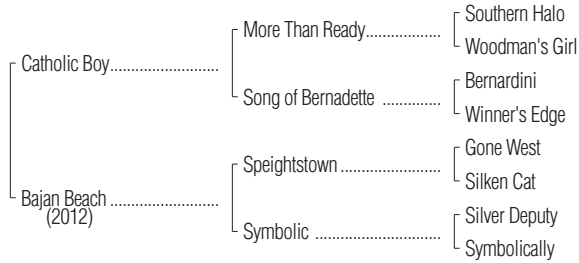 Southern Halo
More Than Ready....................
Woodman's Girl
Catholic Boy.............................
Bernardini
Song of Bernadette ................
Winner's Edge
Gone West
Speightstown ...........................
Silken Cat
Bajan Beach .............................
(2012)
Silver Deputy
Symbolic ..................................
Symbolically